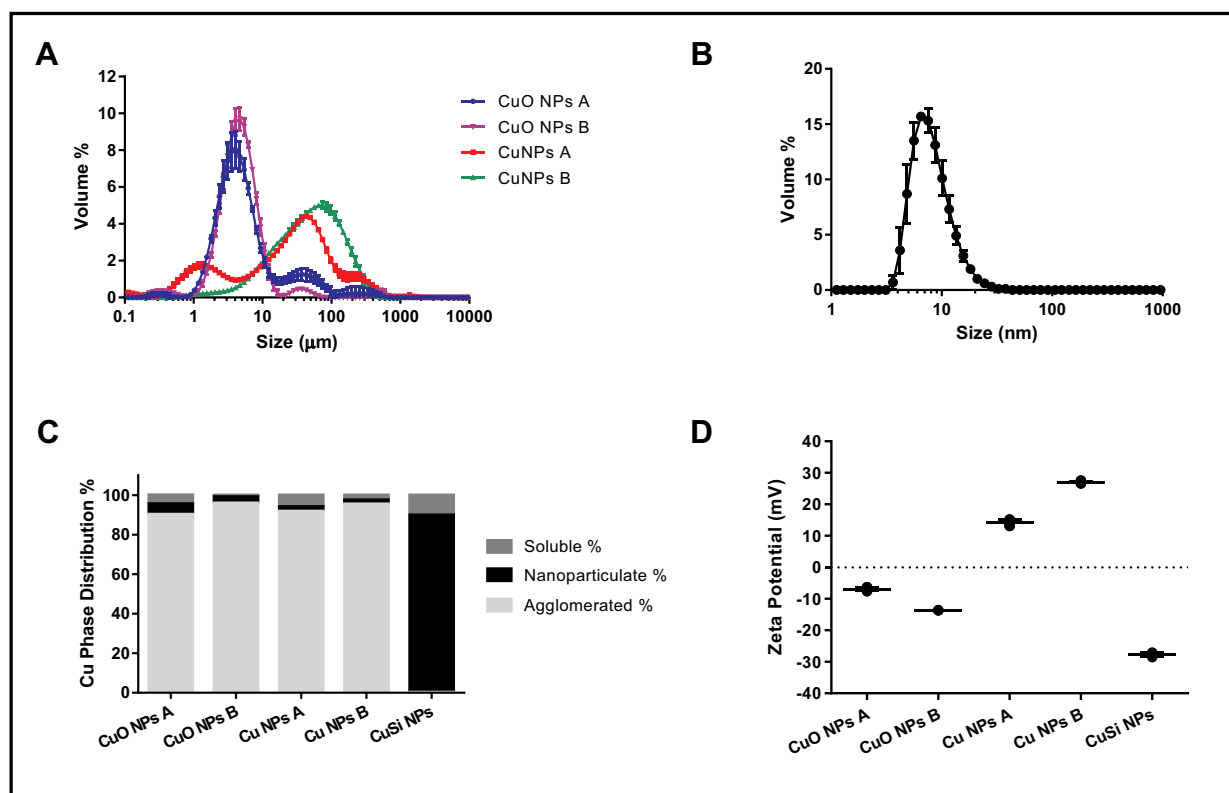 A
12
10
8
6
4
2
0
Volume %
0.1
1
10
100
1000
10000
Size (μm)
CuO NPs A
CuO NPs B
CuNPs A
CuNPs B
B
20
15
10
5
0
Volume %
1
10
100
1000
Size (nm)
C
100
80
60
40
20
0
Cu Phase Distribution %
CuO NPs A
CuO NPs B
Cu NPs A
Cu NPs B
CuSi NPs
Soluble %
Nanoparticulate %
Agglomerated %
D
40
30
20
10
0
-10
-20
-30
-40
Zeta Potential (mV)
CuO NPs A
CuO NPs B
Cu NPs A
Cu NPs B
CuSi NPs